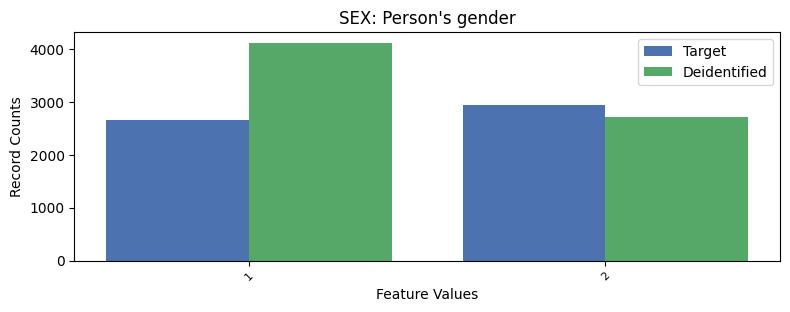 SEX: Person's gender
Target
Deidentified
Record Counts
4000
3000
2000
1000
0
1
2
Feature Values